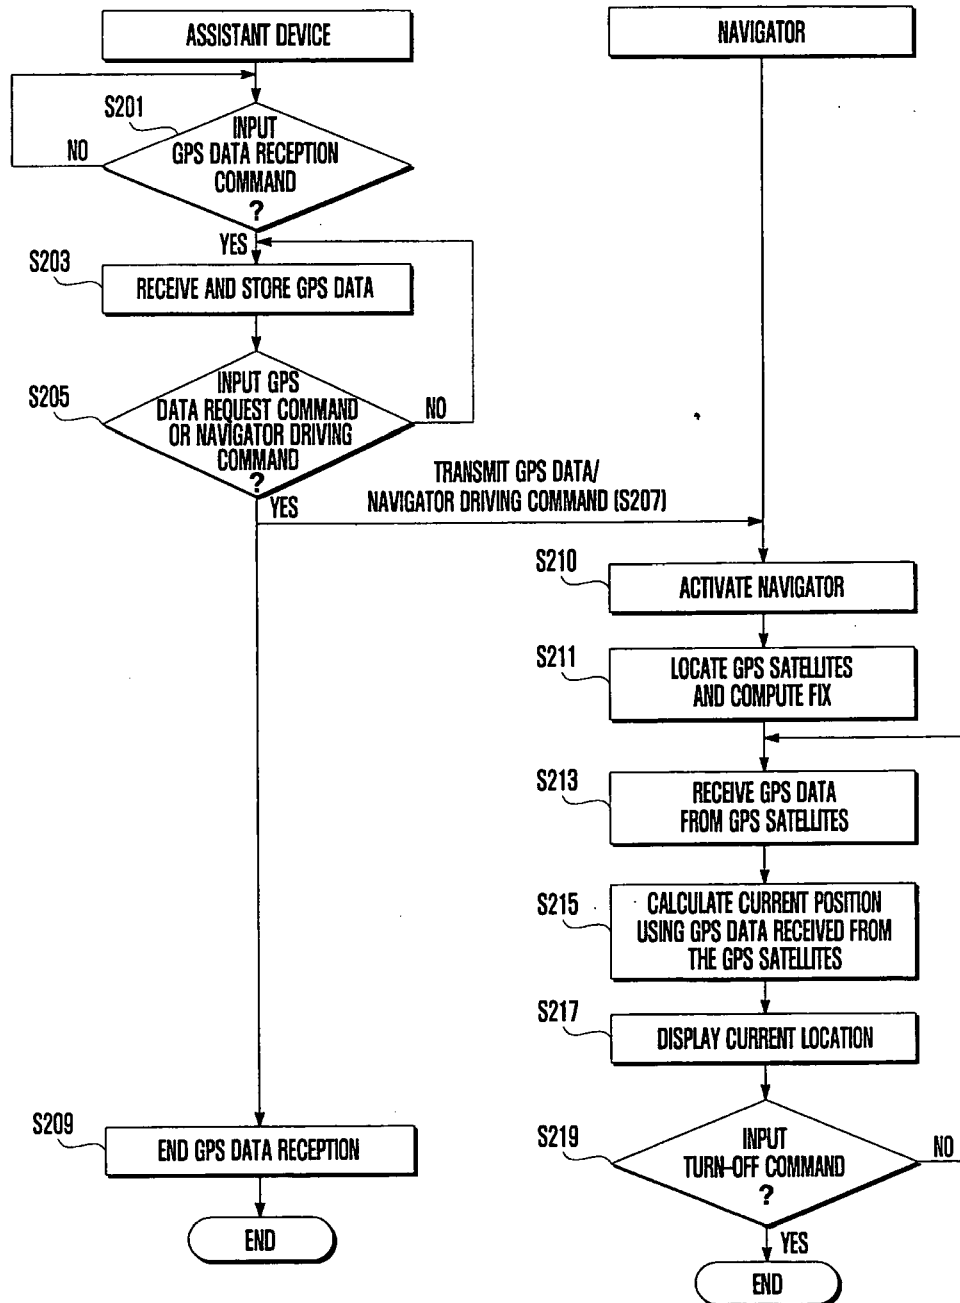 ASSISTANT DEVICE
NAVIGATOR
S201
INPUT
GPS DATA RECEPTION
COMMAND
?
NO
YES
S203
RECEIVE AND STORE GPS DATA
S205
INPUT GPS
DATA REQUEST COMMAND
OR NAVIGATOR DRIVING
COMMAND
?
NO
YES
TRANSMIT GPS DATA/
NAVIGATOR DRIVING COMMAND (S207)
S210
ACTIVATE NAVIGATOR
S211
LOCATE GPS SATELLITES
AND COMPUTE FIX
S213
RECEIVE GPS DATA
FROM GPS SATELLITES
S215
CALCULATE CURRENT POSITION
USING GPS DATA RECEIVED FROM
THE GPS SATELLITES
S217
DISPLAY CURRENT LOCATION
S209
END GPS DATA RECEPTION
END
S219
INPUT
TURN-OFF COMMAND
?
NO
YES
END